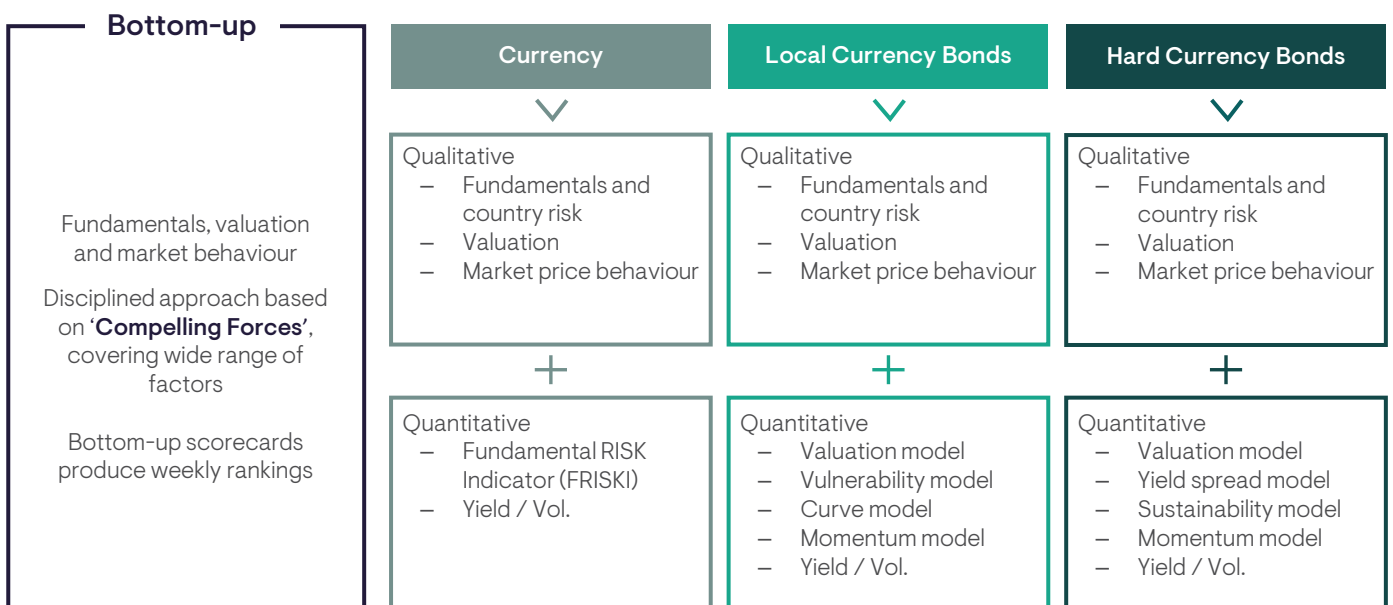 Bottom-up
Fundamentals, valuation
and market behaviour
Disciplined approach based
on ‘Compelling Forces’,
covering wide range of
factors
Bottom-up scorecards
produce weekly rankings
Currency
Qualitative
– Fundamentals and
country risk
– Valuation
– Market price behaviour
+
Quantitative
– Fundamental RISK
Indicator (FRISKI)
– Yield / Vol.
Local Currency Bonds
Qualitative
– Fundamentals and
country risk
– Valuation
– Market price behaviour
+
Quantitative
– Valuation model
– Vulnerability model
– Curve model
– Momentum model
– Yield / Vol.
Hard Currency Bonds
Qualitative
– Fundamentals and
country risk
– Valuation
– Market price behaviour
+
Quantitative
– Valuation model
– Yield spread model
– Sustainability model
– Momentum model
– Yield / Vol.